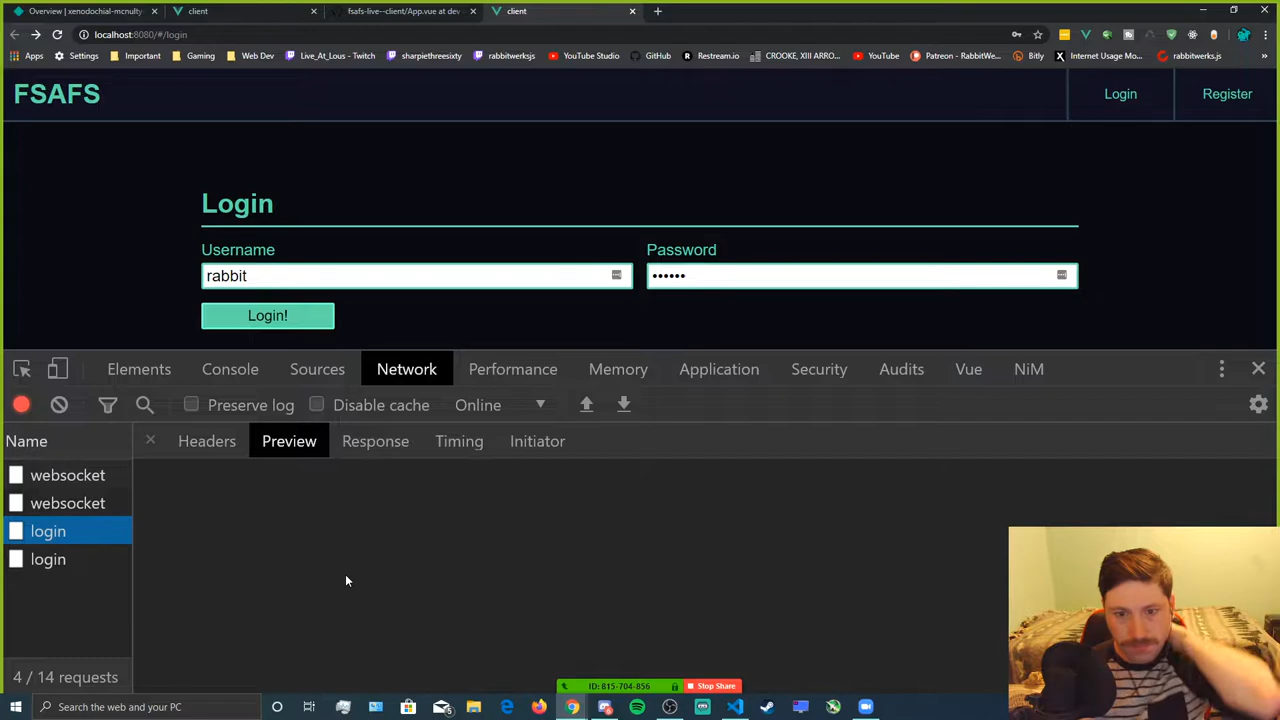 Overview | xenodochial-mcnulty
client
fsafs-live--client/App.vue at dev
client
localhost:8080/#/login
Apps
Settings
Important
Gaming
Web Dev
Live_At_Lous - Twitch
sharpiethreesixty
rabbitwerksjs
YouTube Studio
GitHub
Restream.io
CROOKE, XIII ARRO...
YouTube
Patreon - RabbitWe...
Bitly
Internet Usage Mo...
rabbitwerks.js
FSAFS
Login
Register
Login
Username
Password
rabbit
••••••
Login!
Elements
Console
Sources
Network
Performance
Memory
Application
Security
Audits
Vue
NiM
Preserve log
Disable cache
Online
Name
Headers
Preview
Response
Timing
Initiator
websocket
websocket
login
login
4 / 14 requests
ID: 815-704-856
Stop Share
Search the web and your PC